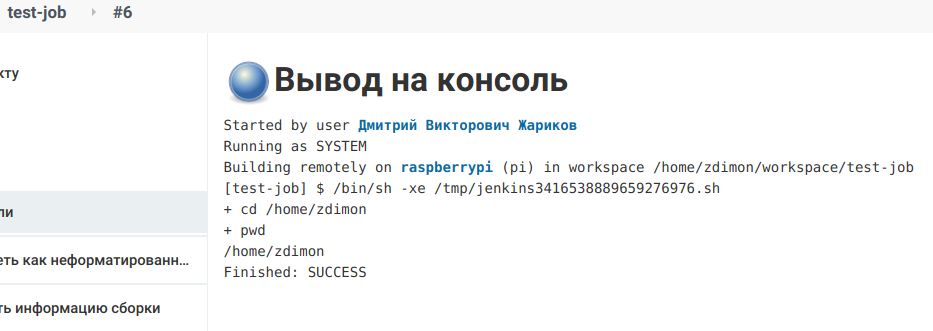 test-job #6
кту
Вывод на консоль
Started by user Дмитрий Викторович Жариков
Running as SYSTEM
Building remotely on raspberrypi (pi) in workspace /home/zdimon/workspace/test-job
[test-job] $ /bin/sh -xe /tmp/jenkins3416538889659276976.sh
+ cd /home/zdimon
+ pwd
/home/zdimon
Finished: SUCCESS
ли
еть как неформатированн...
ть информацию сборки